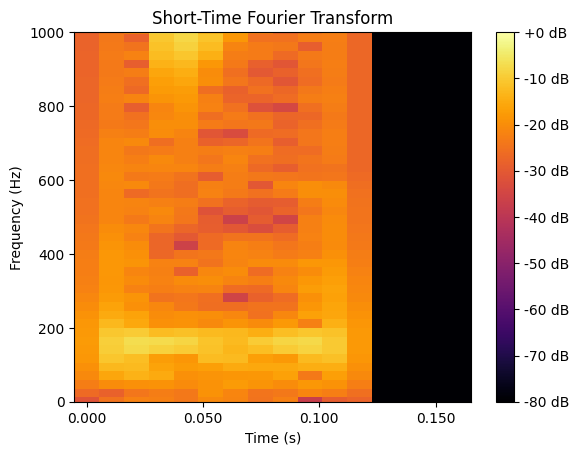 Short-Time Fourier Transform
Frequency (Hz)
1000
800
600
400
200
0
0.000
0.050
0.100
0.150
Time (s)
+0 dB
-10 dB
-20 dB
-30 dB
-40 dB
-50 dB
-60 dB
-70 dB
-80 dB